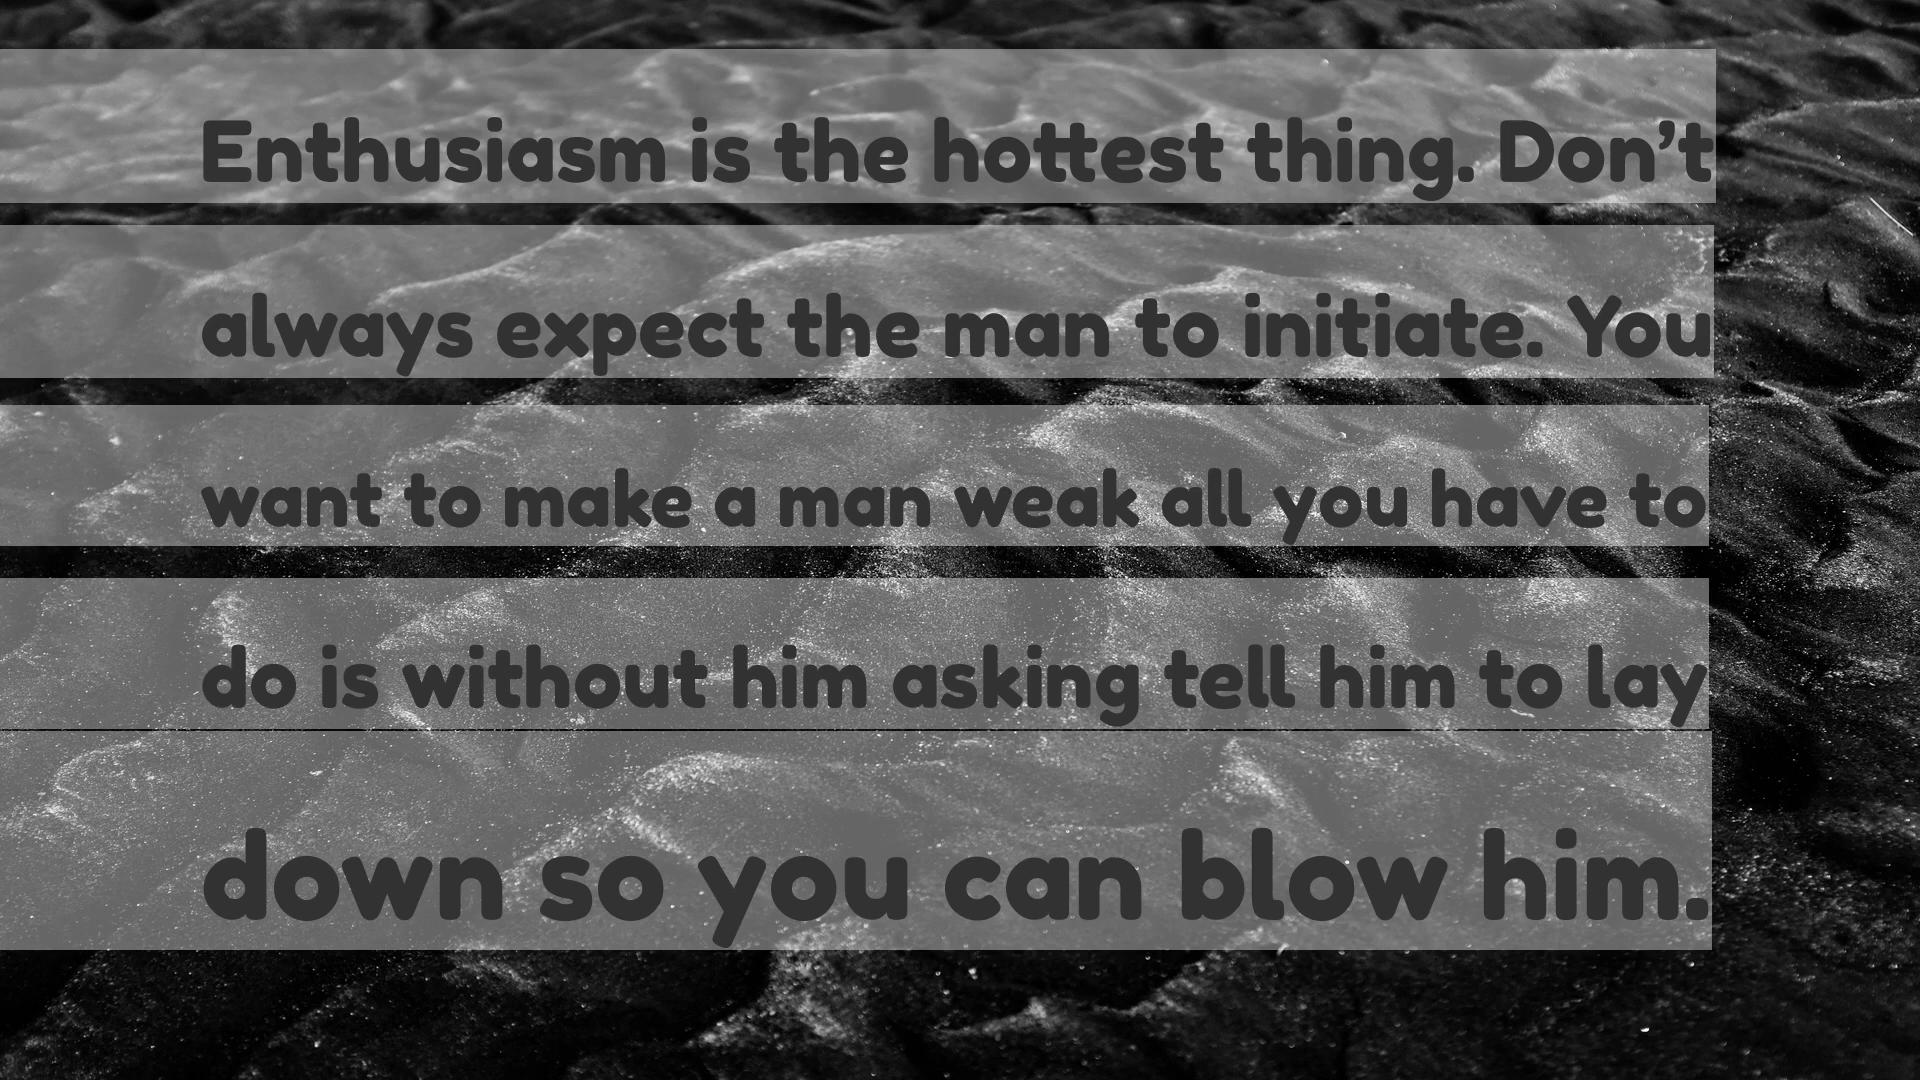 Enthusiasm is the hottest thing. Don’t
always expect the man to initiate. You
want to make a man weak all you have to
do is without him asking tell him to lay
down so you can blow him.